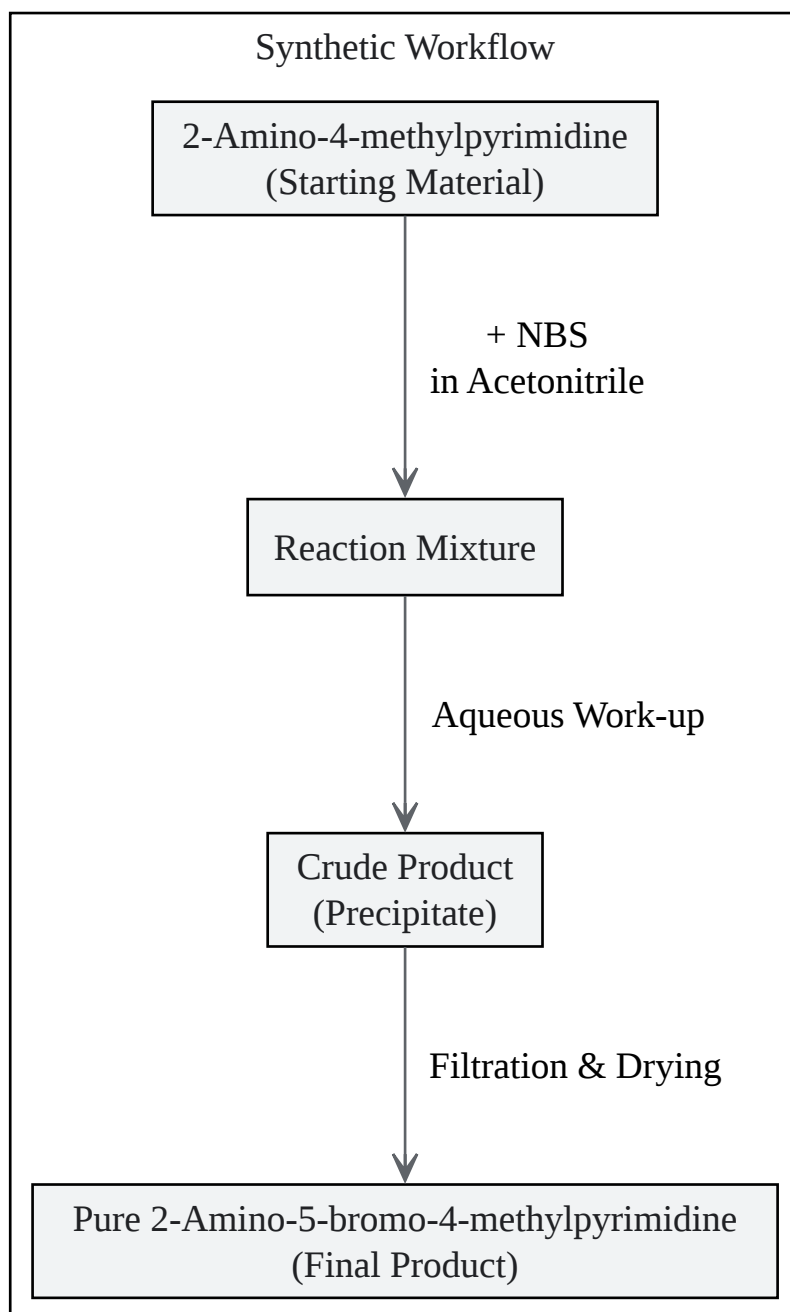 Synthetic Workflow
2-Amino-4-methylpyrimidine
(Starting Material)
+ NBS
in Acetonitrile
Reaction Mixture
Aqueous Work-up
Crude Product
(Precipitate)
Filtration & Drying
Pure 2-Amino-5-bromo-4-methylpyrimidine
(Final Product)